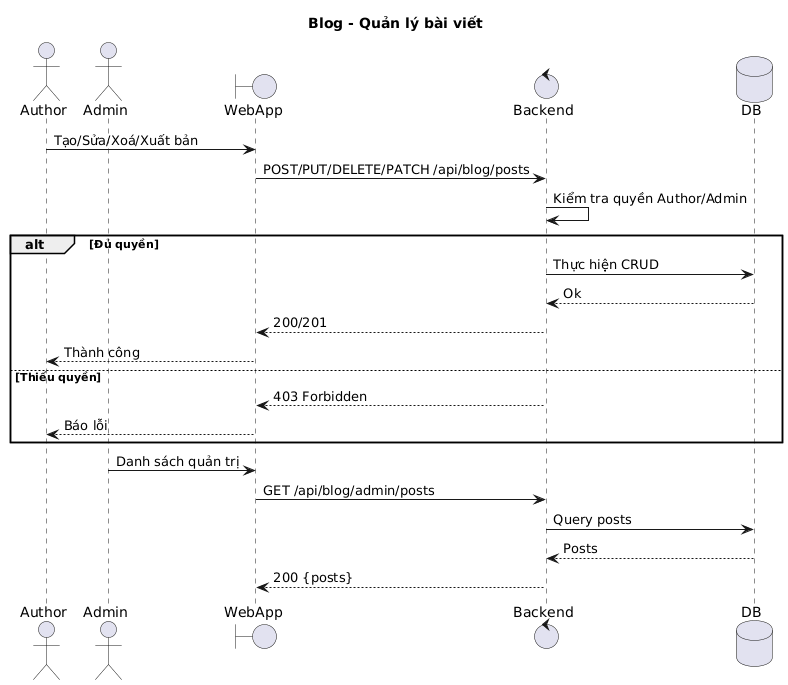 Blog - Quản lý bài viết
Author
Admin
WebApp
Backend
DB
Tạo/Sửa/Xoá/Xuất bản
POST/PUT/DELETE/PATCH /api/blog/posts
Kiểm tra quyền Author/Admin
alt [Đủ quyền]
Thực hiện CRUD
Ok
200/201
Thành công
[Thiếu quyền]
403 Forbidden
Báo lỗi
Danh sách quản trị
GET /api/blog/admin/posts
Query posts
Posts
200 {posts}
Author
Admin
WebApp
Backend
DB